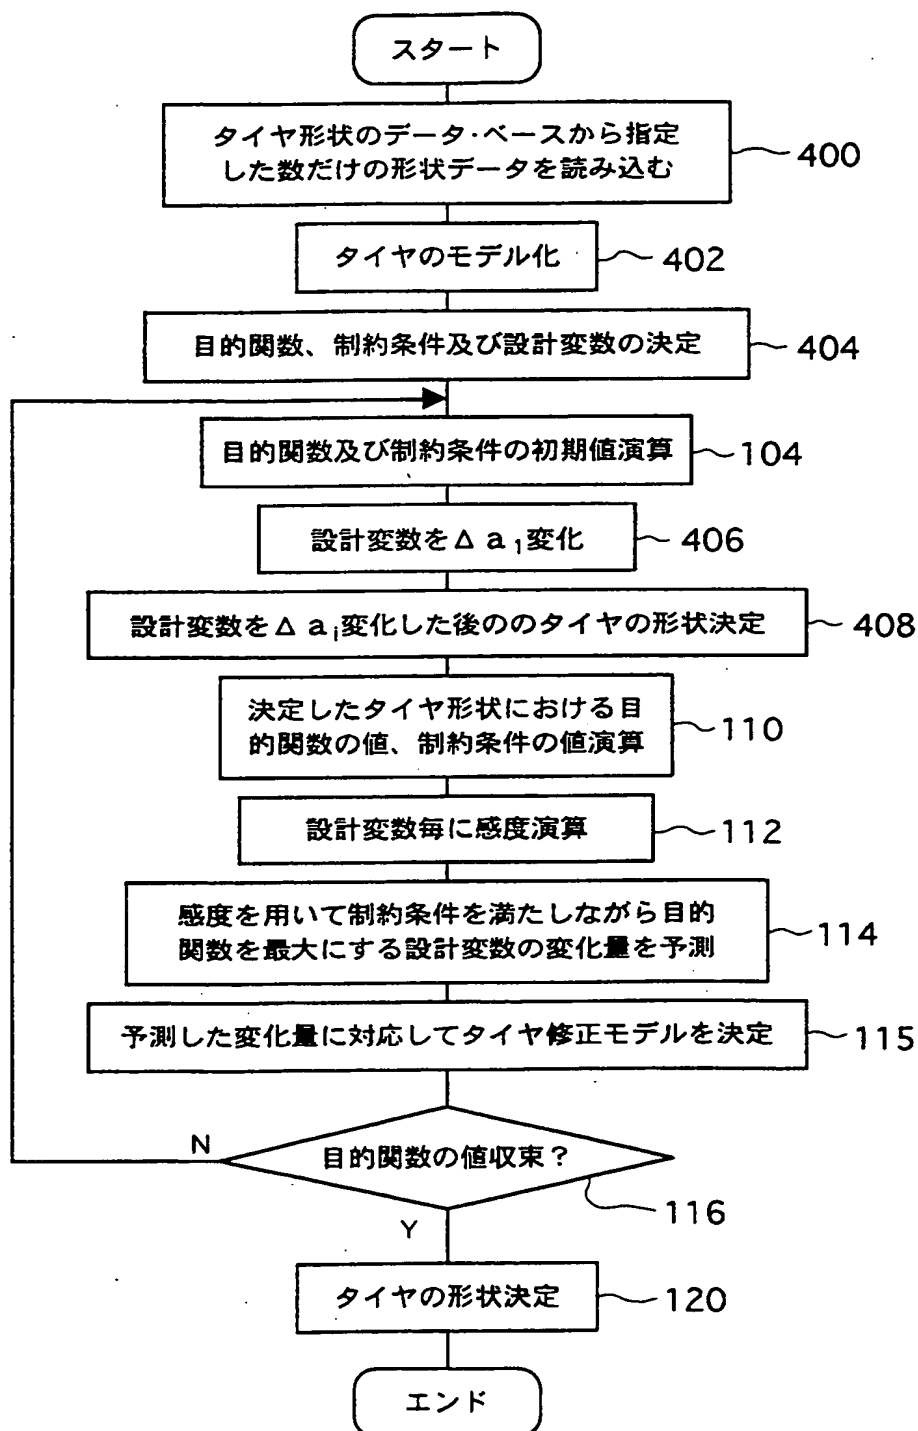 スタート
タイヤ形状のデータ・ベースから指定
した数だけの形状データを読み込む
400
タイヤのモデル化
402
目的関数、制約条件及び設計変数の決定
404
目的関数及び制約条件の初期値演算
104
設計変数をΔa₁変化
406
設計変数をΔaᵢ変化した後ののタイヤの形状決定
408
決定したタイヤ形状における目
的関数の値、制約条件の値演算
110
設計変数毎に感度演算
112
感度を用いて制約条件を満たしながら目的
関数を最大にする設計変数の変化量を予測
114
予測した変化量に対応してタイヤ修正モデルを決定
115
N
目的関数の値収束？
116
Y
タイヤの形状決定
120
エンド